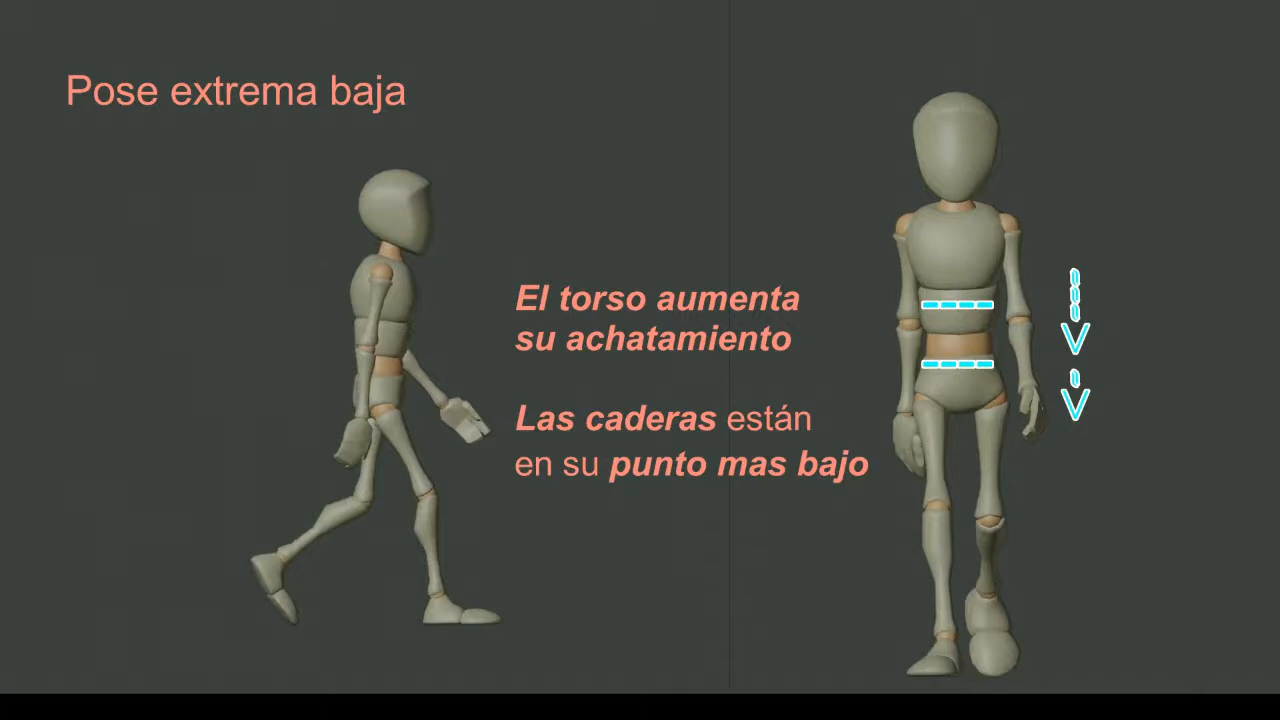 Pose extrema baja
El torso aumenta
su achatamiento
Las caderas están
en su punto mas bajo